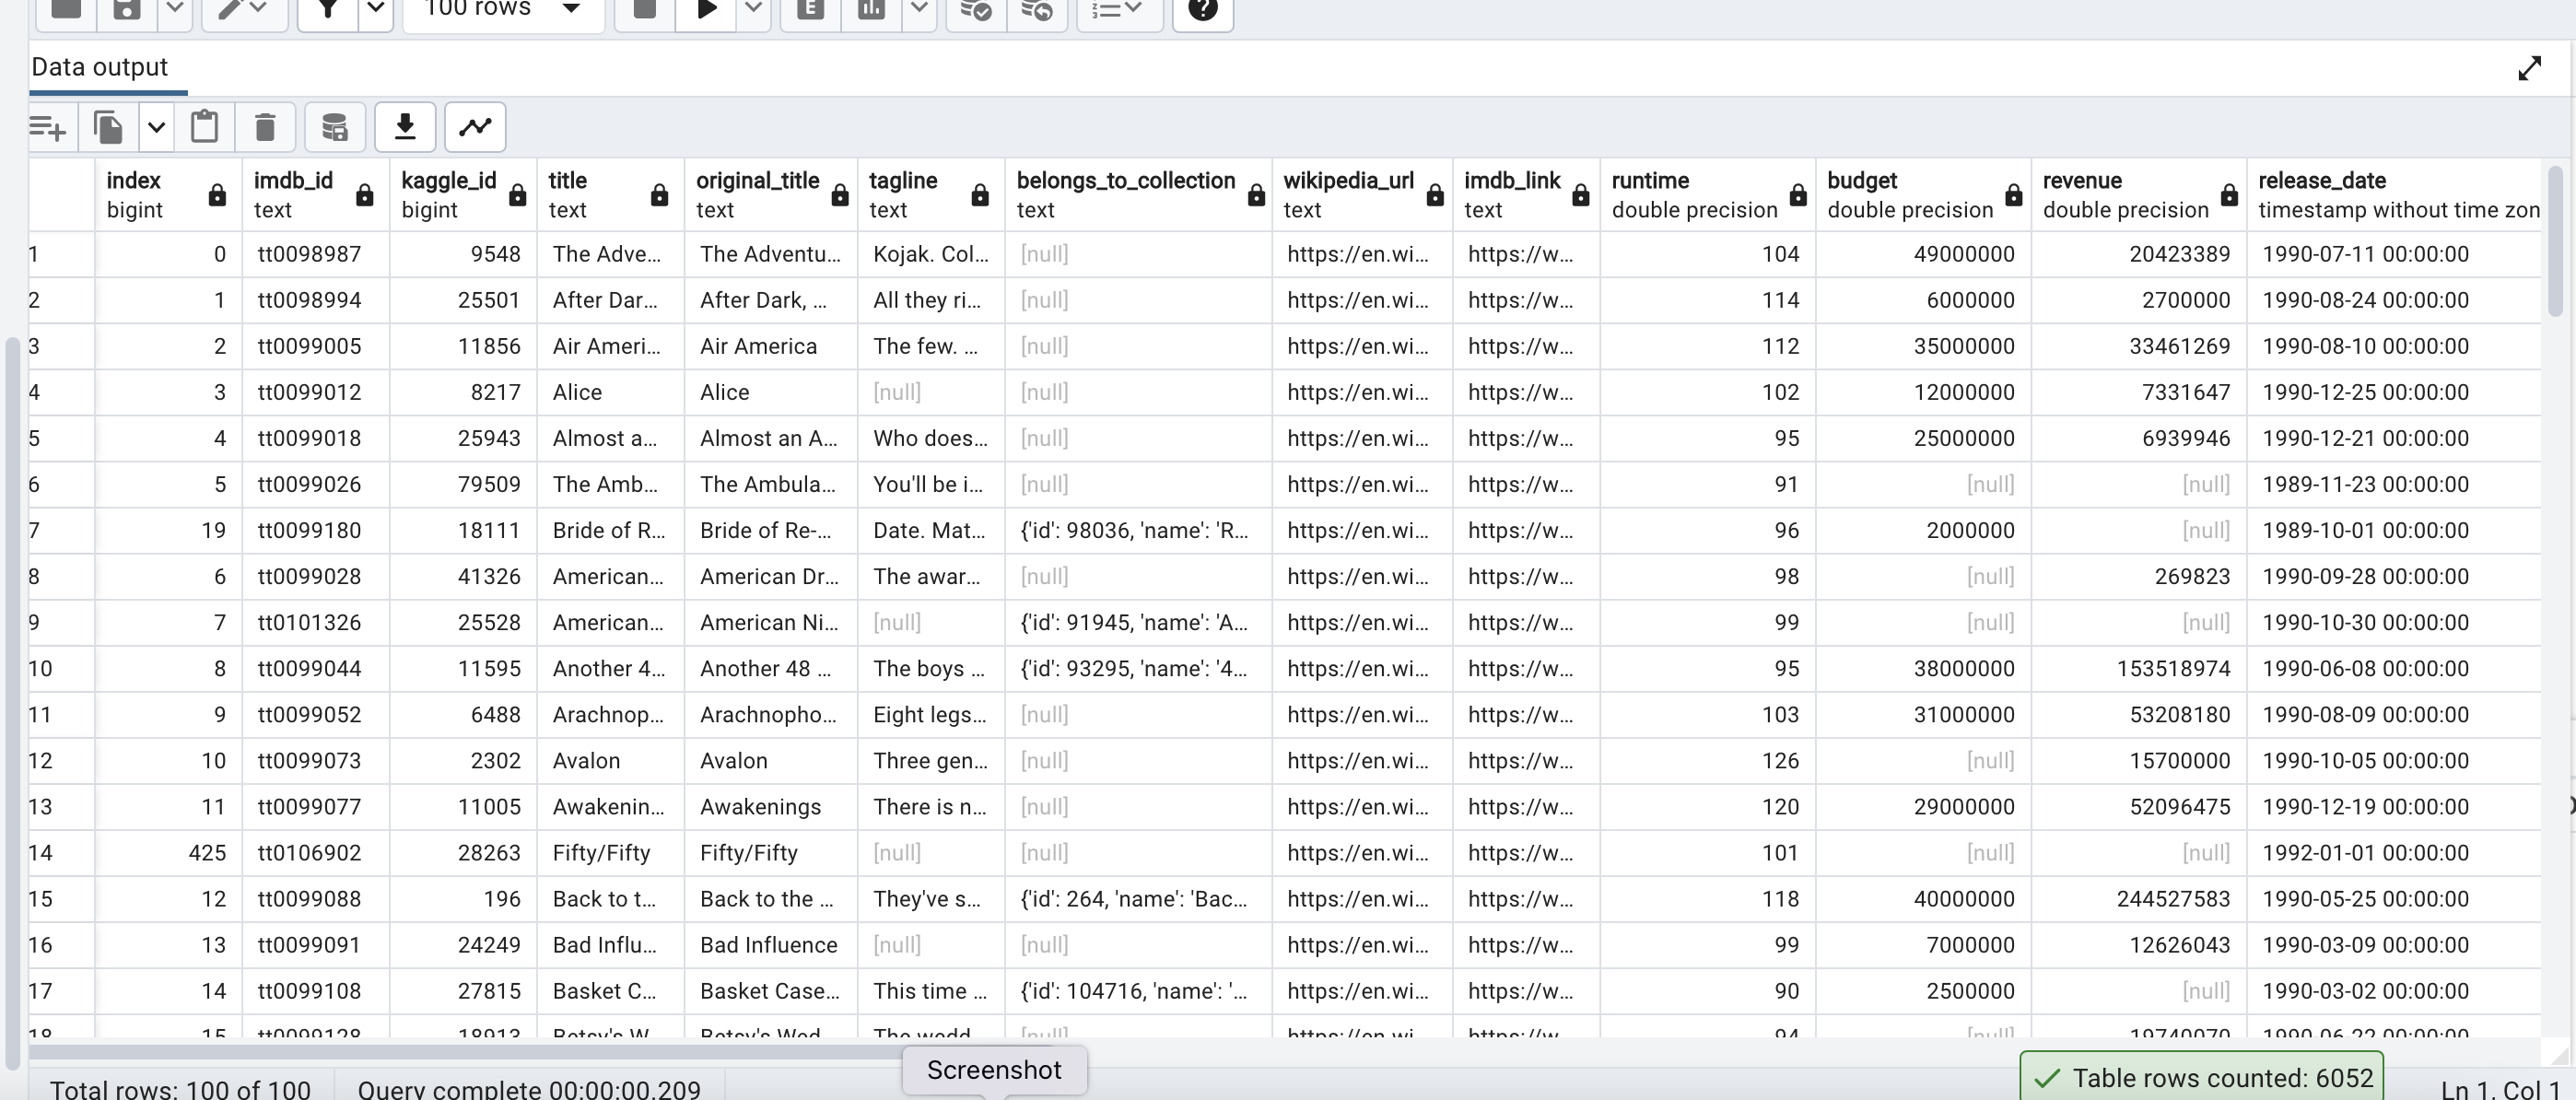 100 rows
E
?
Data output
index imdb_id kaggle_id title original_title tagline belongs_to_collection wikipedia_url imdb_link runtime budget revenue release_date
bigint text bigint text text text text text text double precision double precision double precision timestamp without time zon
1 0 tt0098987 9548 The Adve... The Adventu... Kojak. Col... [null] https://en.wi... https://w... 104 49000000 20423389 1990-07-11 00:00:00
2 1 tt0098994 25501 After Dar... After Dark, ... All they ri... [null] https://en.wi... https://w... 114 6000000 2700000 1990-08-24 00:00:00
3 2 tt0099005 11856 Air Ameri... Air America The few. ... [null] https://en.wi... https://w... 112 35000000 33461269 1990-08-10 00:00:00
4 3 tt0099012 8217 Alice Alice [null] [null] https://en.wi... https://w... 102 12000000 7331647 1990-12-25 00:00:00
5 4 tt0099018 25943 Almost a... Almost an A... Who does... [null] https://en.wi... https://w... 95 25000000 6939946 1990-12-21 00:00:00
6 5 tt0099026 79509 The Amb... The Ambula... You'll be i... [null] https://en.wi... https://w... 91 [null] [null] 1989-11-23 00:00:00
7 19 tt0099180 18111 Bride of R... Bride of Re-... Date. Mat... {'id': 98036, 'name': 'R... https://en.wi... https://w... 96 2000000 [null] 1989-10-01 00:00:00
8 6 tt0099028 41326 American... American Dr... The awar... [null] https://en.wi... https://w... 98 [null] 269823 1990-09-28 00:00:00
9 7 tt0101326 25528 American... American Ni... [null] {'id': 91945, 'name': 'A... https://en.wi... https://w... 99 [null] [null] 1990-10-30 00:00:00
10 8 tt0099044 11595 Another 4... Another 48 ... The boys ... {'id': 93295, 'name': '4... https://en.wi... https://w... 95 38000000 153518974 1990-06-08 00:00:00
11 9 tt0099052 6488 Arachnop... Arachnopho... Eight legs... [null] https://en.wi... https://w... 103 31000000 53208180 1990-08-09 00:00:00
12 10 tt0099073 2302 Avalon Avalon Three gen... [null] https://en.wi... https://w... 126 [null] 15700000 1990-10-05 00:00:00
13 11 tt0099077 11005 Awakenin... Awakenings There is n... [null] https://en.wi... https://w... 120 29000000 52096475 1990-12-19 00:00:00
14 425 tt0106902 28263 Fifty/Fifty Fifty/Fifty [null] [null] https://en.wi... https://w... 101 [null] [null] 1992-01-01 00:00:00
15 12 tt0099088 196 Back to t... Back to the ... They've s... {'id': 264, 'name': 'Bac... https://en.wi... https://w... 118 40000000 244527583 1990-05-25 00:00:00
16 13 tt0099091 24249 Bad Influ... Bad Influence [null] [null] https://en.wi... https://w... 99 7000000 12626043 1990-03-09 00:00:00
17 14 tt0099108 27815 Basket C... Basket Case... This time ... {'id': 104716, 'name': '... https://en.wi... https://w... 90 2500000 [null] 1990-03-02 00:00:00
18 15 tt0099128 18913 Betsy's W... Betsy's Wed... The wedd... [null] https://en.wi... https://w... 94 [null] 19740070 1990-06-22 00:00:00
Screenshot
Total rows: 100 of 100 Query complete 00:00:00.209 Table rows counted: 6052 Ln 1, Col 1